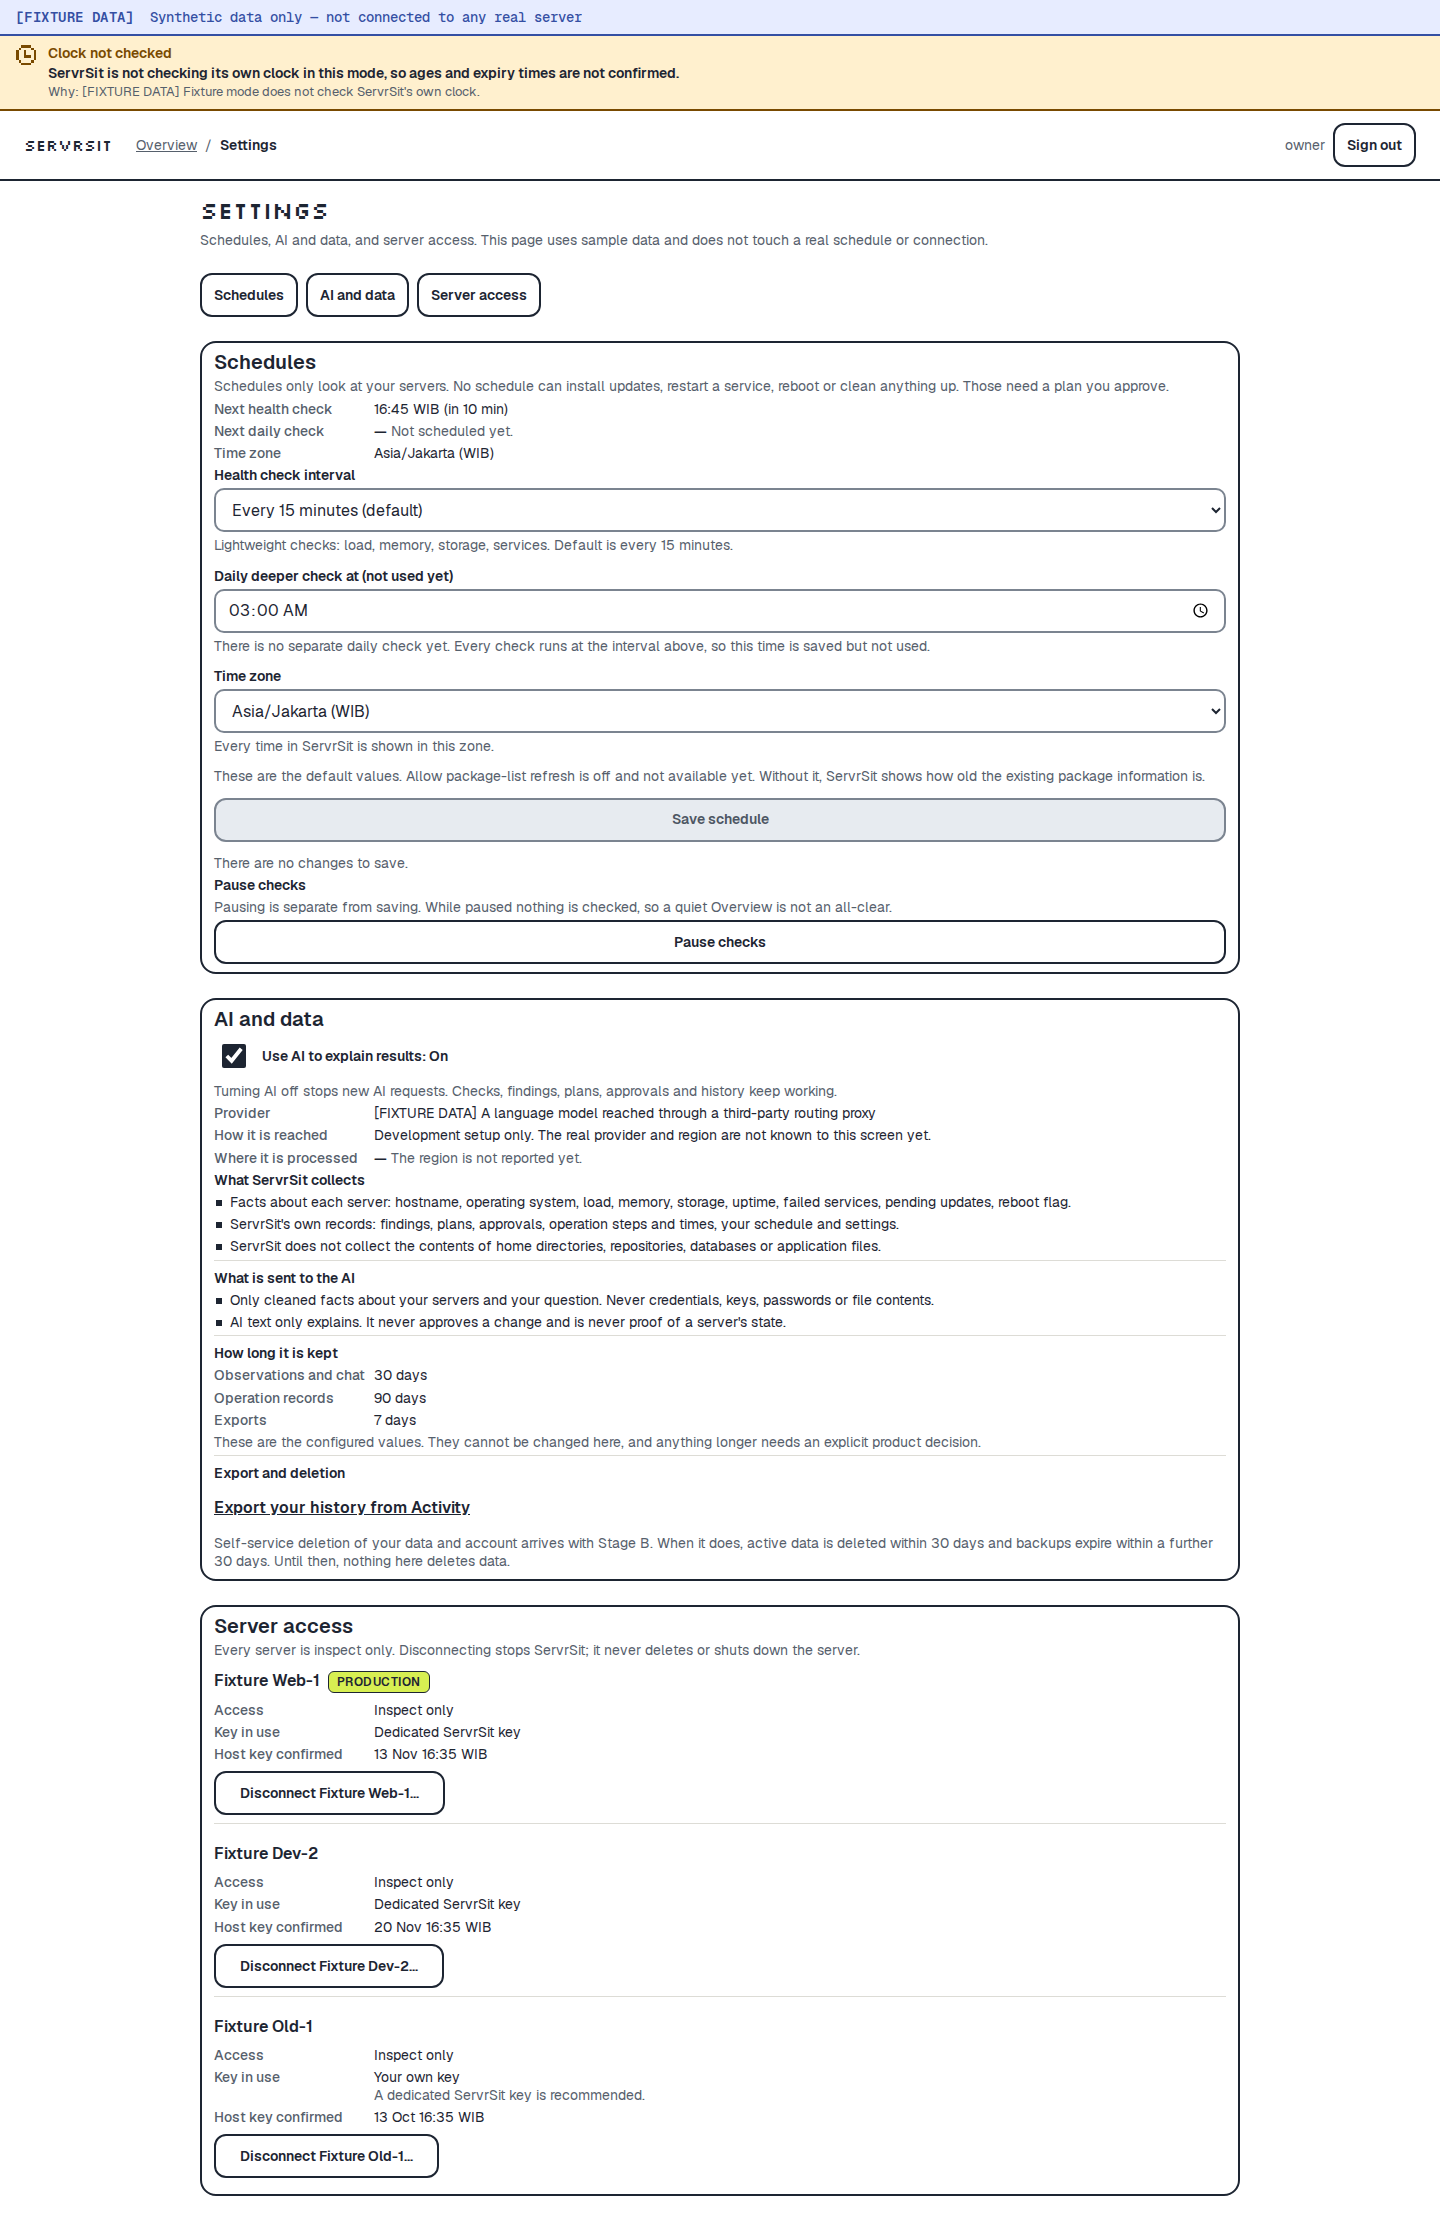 [FIXTURE DATA] Synthetic data only — not connected to any real server
Clock not checked
ServrSit is not checking its own clock in this mode, so ages and expiry times are not confirmed.
Why: [FIXTURE DATA] Fixture mode does not check ServrSit's own clock.
SERVRSIT Overview / Settings owner Sign out
SETTINGS
Schedules, AI and data, and server access. This page uses sample data and does not touch a real schedule or connection.
Schedules AI and data Server access
Schedules
Schedules only look at your servers. No schedule can install updates, restart a service, reboot or clean anything up. Those need a plan you approve.
Next health check 16:45 WIB (in 10 min)
Next daily check — Not scheduled yet.
Time zone Asia/Jakarta (WIB)
Health check interval
Every 15 minutes (default)
Lightweight checks: load, memory, storage, services. Default is every 15 minutes.
Daily deeper check at (not used yet)
03:00 AM
There is no separate daily check yet. Every check runs at the interval above, so this time is saved but not used.
Time zone
Asia/Jakarta (WIB)
Every time in ServrSit is shown in this zone.
These are the default values. Allow package-list refresh is off and not available yet. Without it, ServrSit shows how old the existing package information is.
Save schedule
There are no changes to save.
Pause checks
Pausing is separate from saving. While paused nothing is checked, so a quiet Overview is not an all-clear.
Pause checks
AI and data
Use AI to explain results: On
Turning AI off stops new AI requests. Checks, findings, plans, approvals and history keep working.
Provider [FIXTURE DATA] A language model reached through a third-party routing proxy
How it is reached Development setup only. The real provider and region are not known to this screen yet.
Where it is processed — The region is not reported yet.
What ServrSit collects
Facts about each server: hostname, operating system, load, memory, storage, uptime, failed services, pending updates, reboot flag.
ServrSit's own records: findings, plans, approvals, operation steps and times, your schedule and settings.
ServrSit does not collect the contents of home directories, repositories, databases or application files.
What is sent to the AI
Only cleaned facts about your servers and your question. Never credentials, keys, passwords or file contents.
AI text only explains. It never approves a change and is never proof of a server's state.
How long it is kept
Observations and chat 30 days
Operation records 90 days
Exports 7 days
These are the configured values. They cannot be changed here, and anything longer needs an explicit product decision.
Export and deletion
Export your history from Activity
Self-service deletion of your data and account arrives with Stage B. When it does, active data is deleted within 30 days and backups expire within a further
30 days. Until then, nothing here deletes data.
Server access
Every server is inspect only. Disconnecting stops ServrSit; it never deletes or shuts down the server.
Fixture Web-1 PRODUCTION
Access Inspect only
Key in use Dedicated ServrSit key
Host key confirmed 13 Nov 16:35 WIB
Disconnect Fixture Web-1...
Fixture Dev-2
Access Inspect only
Key in use Dedicated ServrSit key
Host key confirmed 20 Nov 16:35 WIB
Disconnect Fixture Dev-2...
Fixture Old-1
Access Inspect only
Key in use Your own key
A dedicated ServrSit key is recommended.
Host key confirmed 13 Oct 16:35 WIB
Disconnect Fixture Old-1...